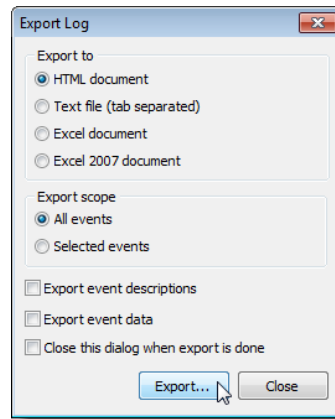 Export Log
Export to
HTML document
Text file (tab separated)
Excel document
Excel 2007 document
Export scope
All events
Selected events
Export event descriptions
Export event data
Close this dialog when export is done
Export... Close